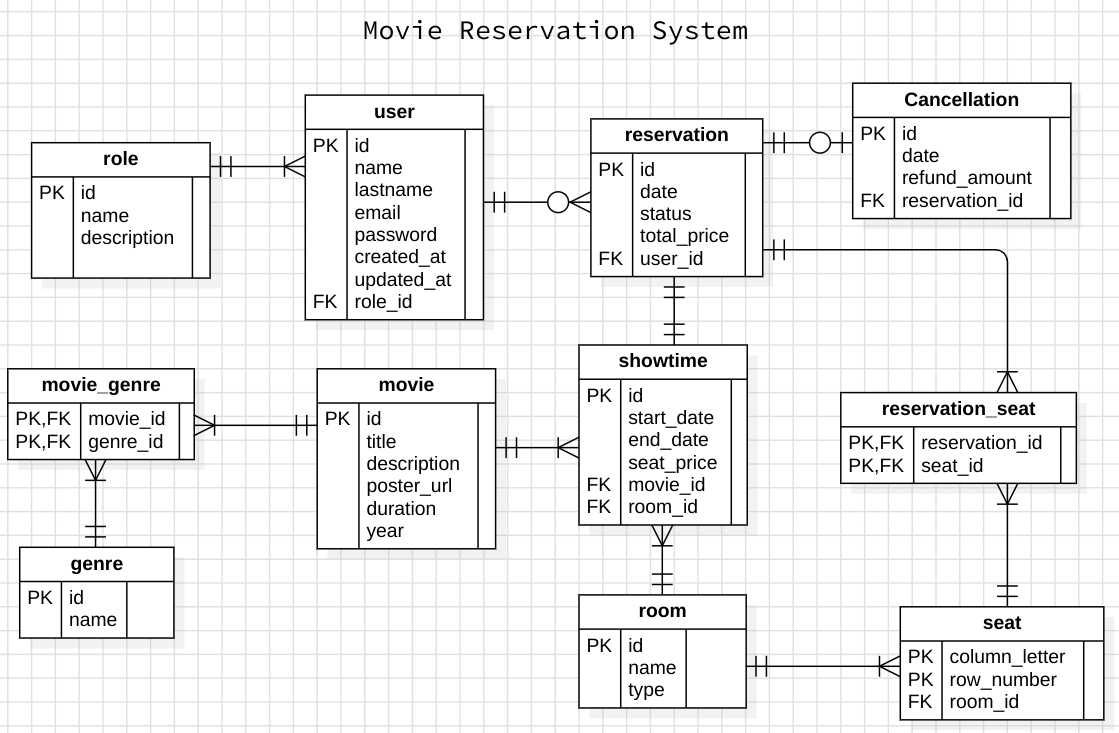 Movie Reservation System
role
PK id
name
description
user
PK id
name
lastname
email
password
created_at
updated_at
FK role_id
reservation
PK id
date
status
total_price
FK user_id
Cancellation
PK id
date
refund_amount
FK reservation_id
movie_genre
PK,FK movie_id
PK,FK genre_id
movie
PK id
title
description
poster_url
duration
year
showtime
PK id
start_date
end_date
seat_price
FK movie_id
FK room_id
reservation_seat
PK,FK reservation_id
PK,FK seat_id
genre
PK id
name
room
PK id
name
type
seat
PK column_letter
PK row_number
FK room_id